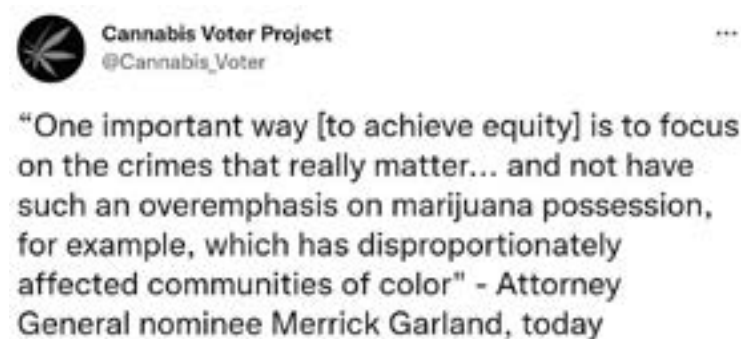 Cannabis Voter Project
@Cannabis_Voter
“One important way [to achieve equity] is to focus
on the crimes that really matter... and not have
such an overemphasis on marijuana possession,
for example, which has disproportionately
affected communities of color" - Attorney
General nominee Merrick Garland, today